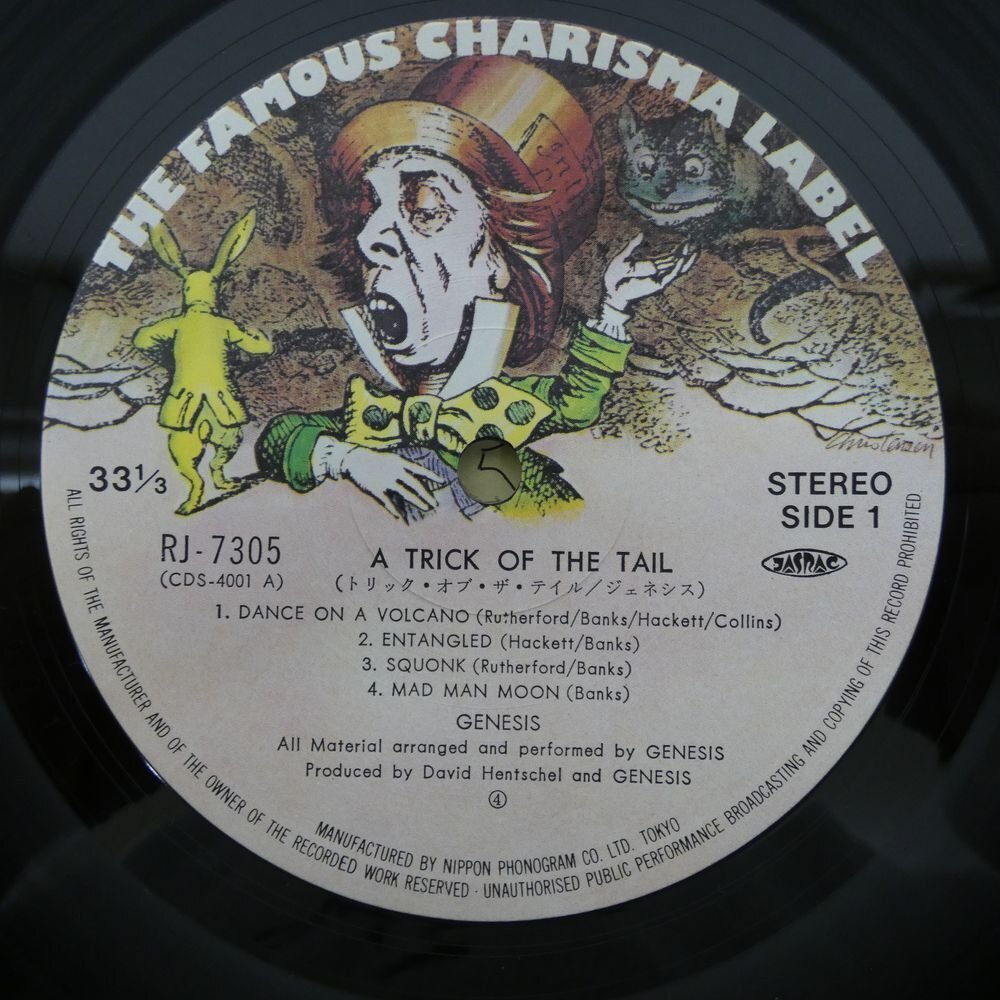 THE FAMOUS CHARISMA LABEL
Christensen
33 1/3
STEREO
SIDE 1
5
JASRAC
RJ-7305
(CDS-4001 A)
A TRICK OF THE TAIL
(トリック・オブ・ザ・テイル/ジェネシス)
1. DANCE ON A VOLCANO (Rutherford/Banks/Hackett/Collins)
2. ENTANGLED (Hackett/Banks)
3. SQUONK (Rutherford/Banks)
4. MAD MAN MOON (Banks)
GENESIS
All Material arranged and performed by GENESIS
Produced by David Hentschel and GENESIS
④
MANUFACTURED BY NIPPON PHONOGRAM CO. LTD. TOKYO
ALL RIGHTS OF THE MANUFACTURER AND OF THE OWNER OF THE RECORDED WORK RESERVED · UNAUTHORISED PUBLIC PERFORMANCE BROADCASTING AND COPYING OF THIS RECORD PROHIBITED.